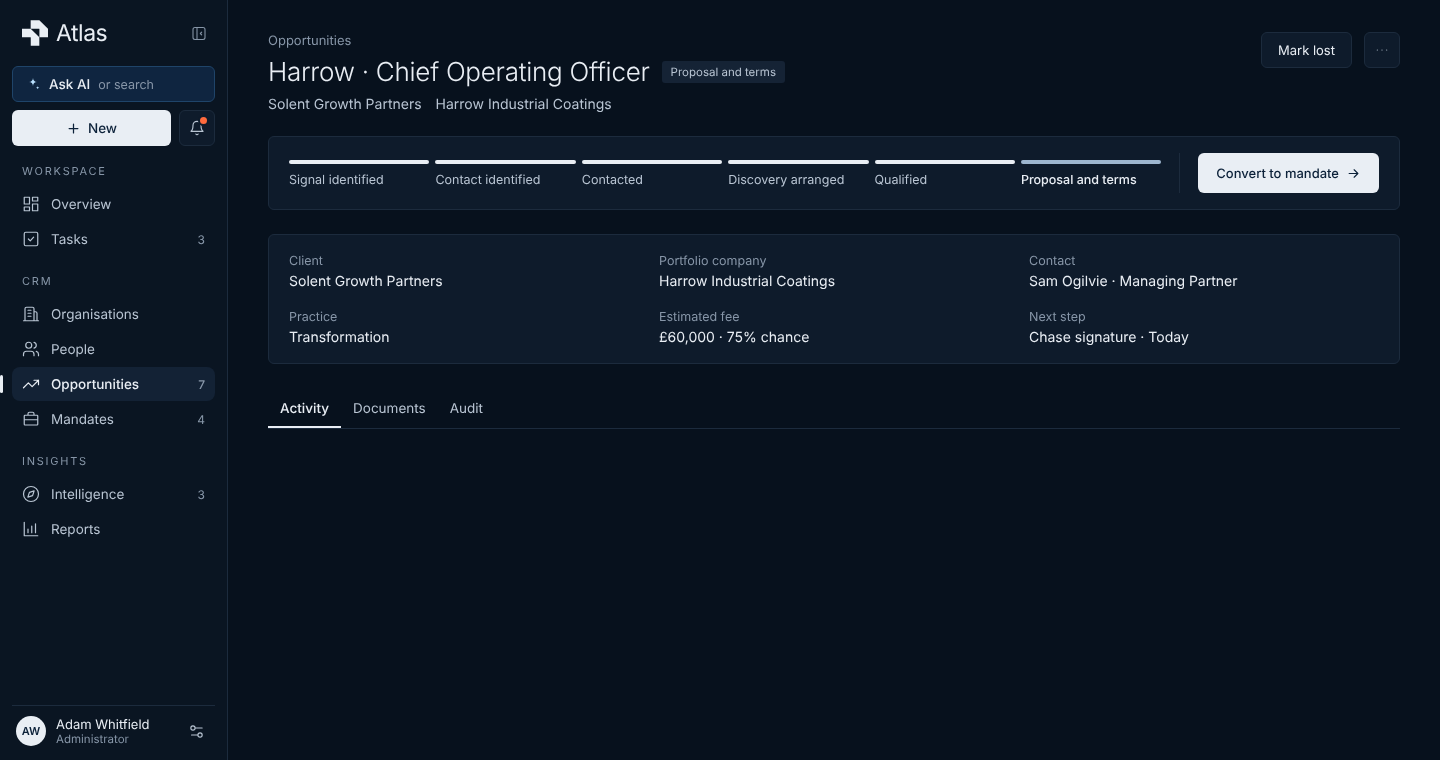 Atlas
Ask AI or search
New
WORKSPACE
Overview
Tasks 3
CRM
Organisations
People
Opportunities 7
Mandates 4
INSIGHTS
Intelligence 3
Reports
AW
Adam Whitfield
Administrator
Opportunities
Harrow · Chief Operating Officer Proposal and terms
Solent Growth Partners Harrow Industrial Coatings
Mark lost ...
Signal identified Contact identified Contacted Discovery arranged Qualified Proposal and terms
Convert to mandate →
Client Portfolio company Contact
Solent Growth Partners Harrow Industrial Coatings Sam Ogilvie · Managing Partner
Practice Estimated fee Next step
Transformation £60,000 · 75% chance Chase signature · Today
Activity Documents Audit